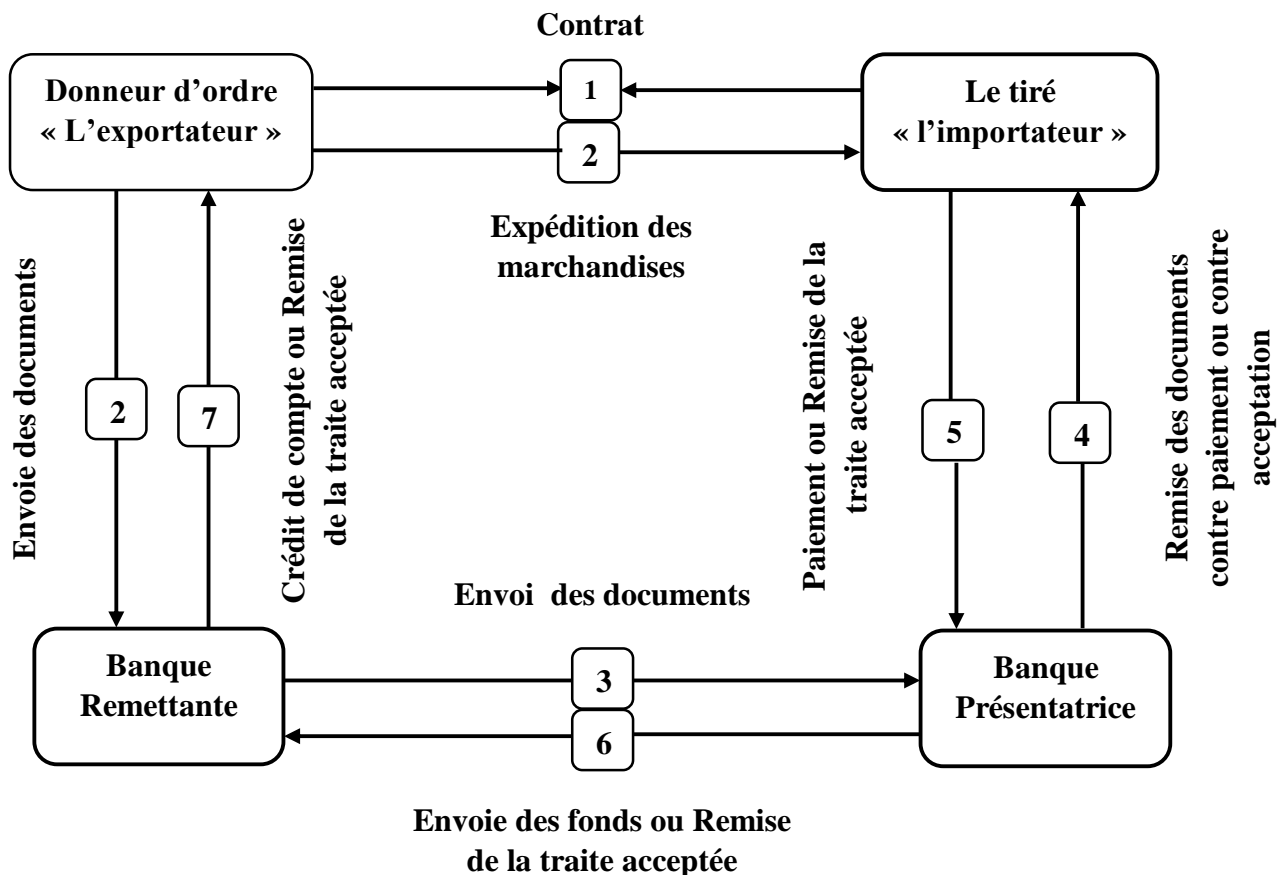 Contrat
Donneur d’ordre
« L’exportateur »
1
Le tiré
« l’importateur »
2
Expédition des
marchandises
Envoie des documents
2
7
Crédit de compte ou Remise
de la traite acceptée
Paiement ou Remise de la
traite acceptée
5
4
Remise des documents
contre paiement ou contre
acceptation
Envoi des documents
Banque
Remettante
3
6
Banque
Présentatrice
Envoie des fonds ou Remise
de la traite acceptée